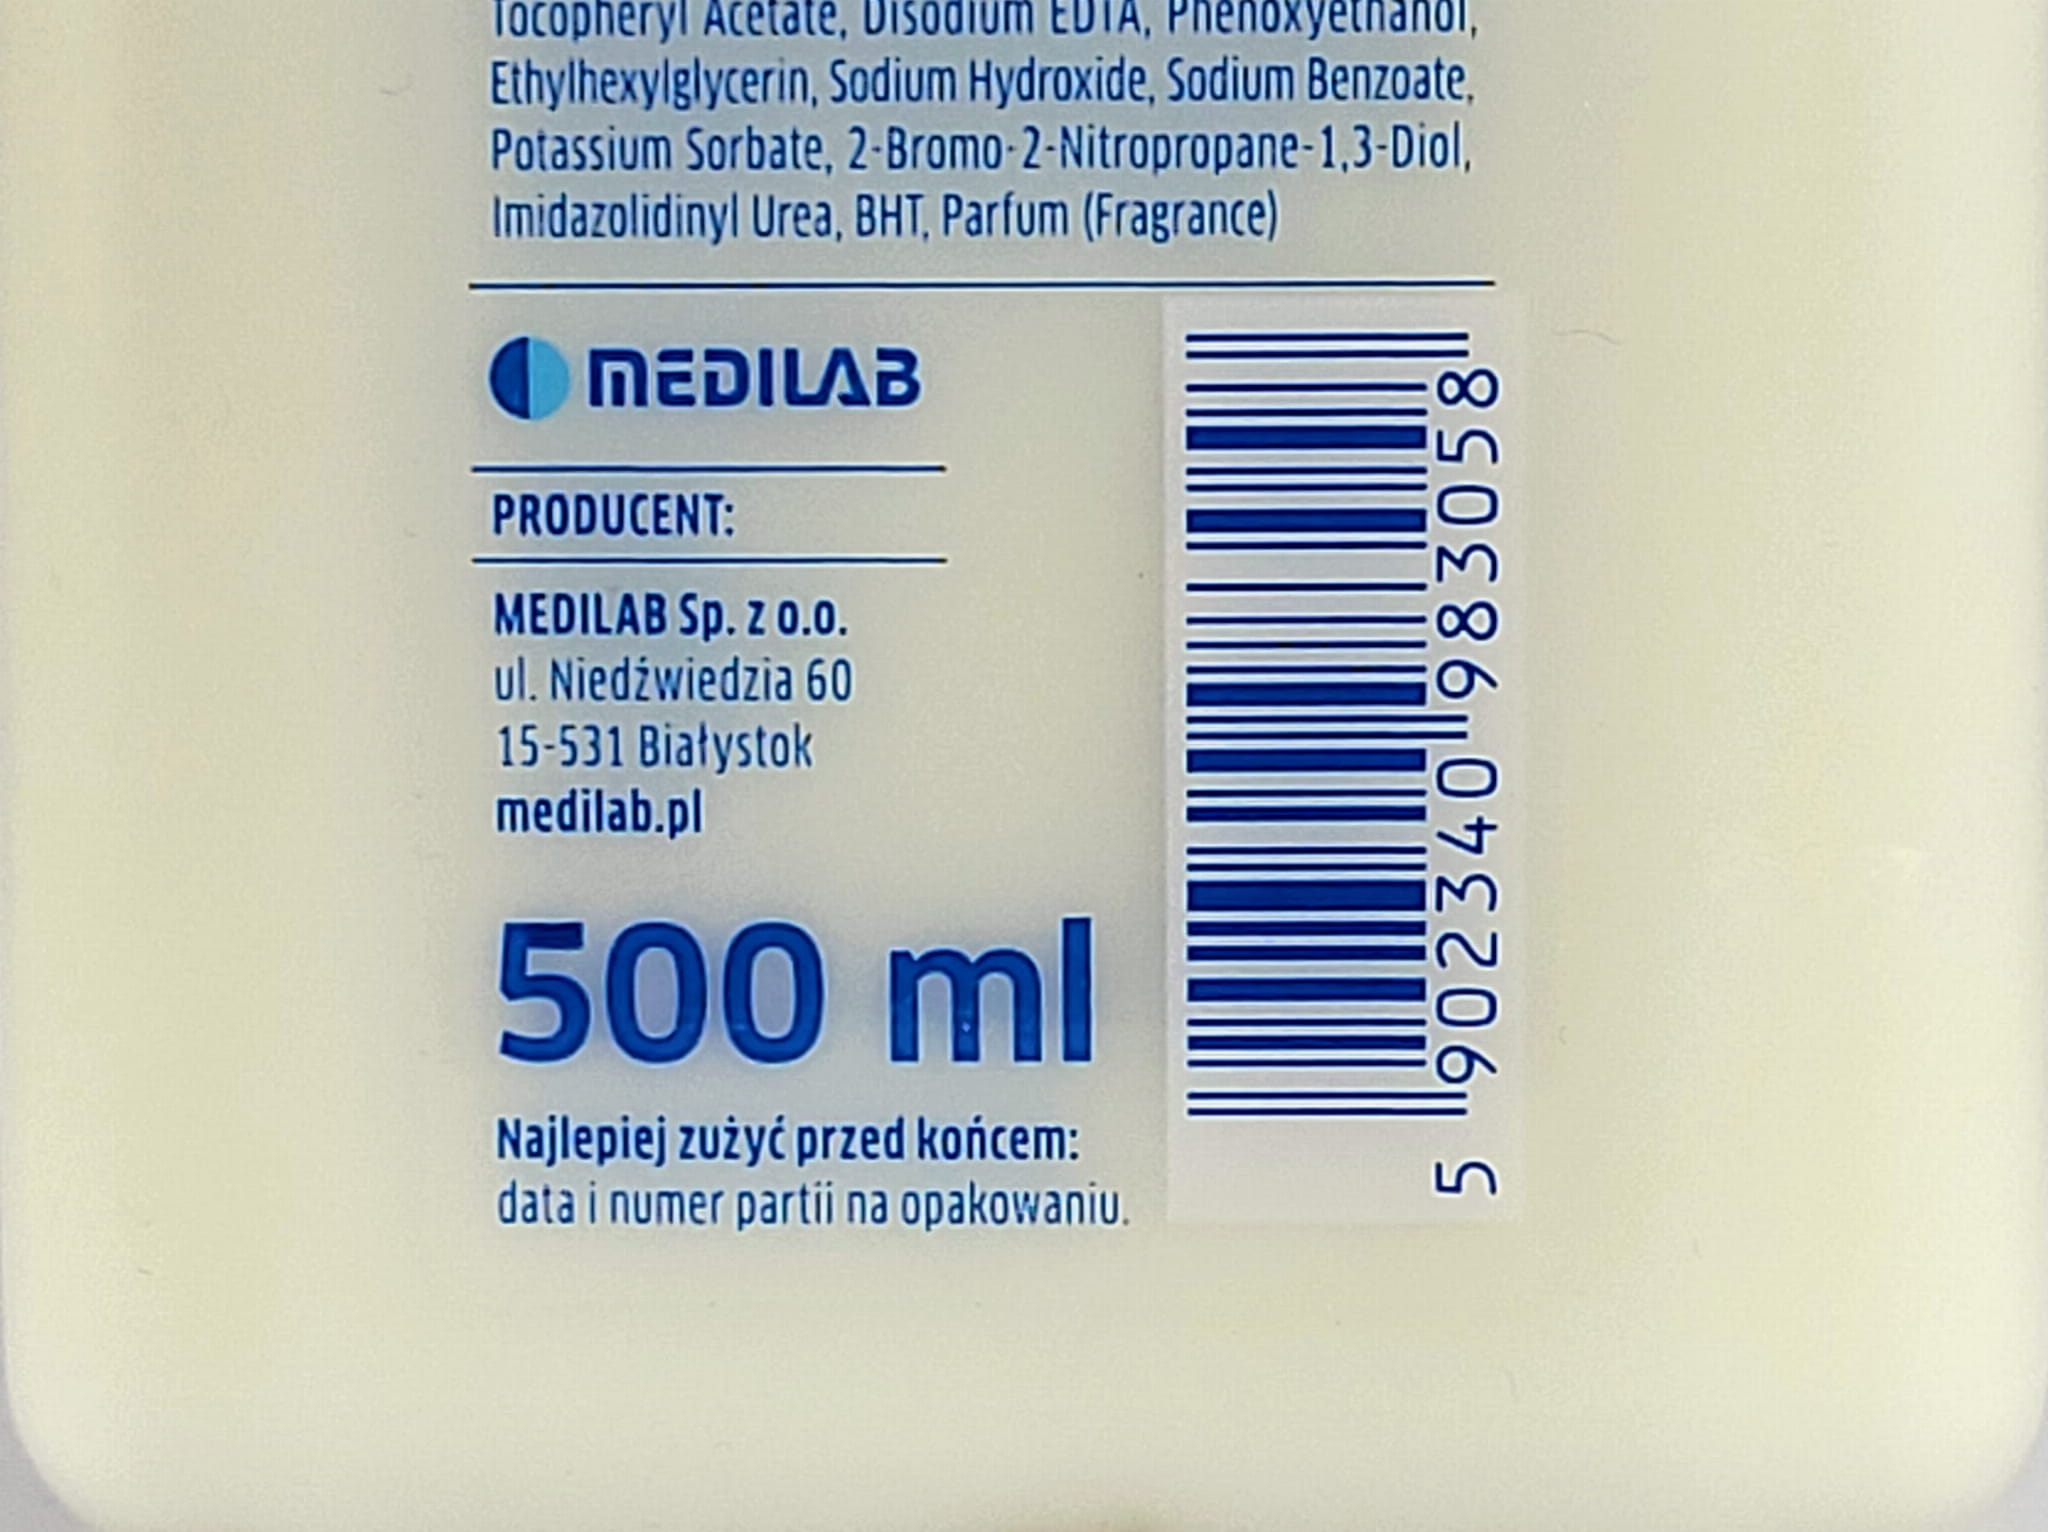 Tocopheryl Acetate, Disodium EDTA, Phenoxyethanol,
Ethylhexylglycerin, Sodium Hydroxide, Sodium Benzoate,
Potassium Sorbate, 2-Bromo-2-Nitropropane-1,3-Diol,
Imidazolidinyl Urea, BHT, Parfum (Fragrance)
MEDILAB
PRODUCENT:
MEDILAB Sp. z o.o.
ul. Niedźwiedzia 60
15-531 Białystok
medilab.pl
500 ml
Najlepiej zużyć przed końcem:
data i numer partii na opakowaniu.
5 902340 983058